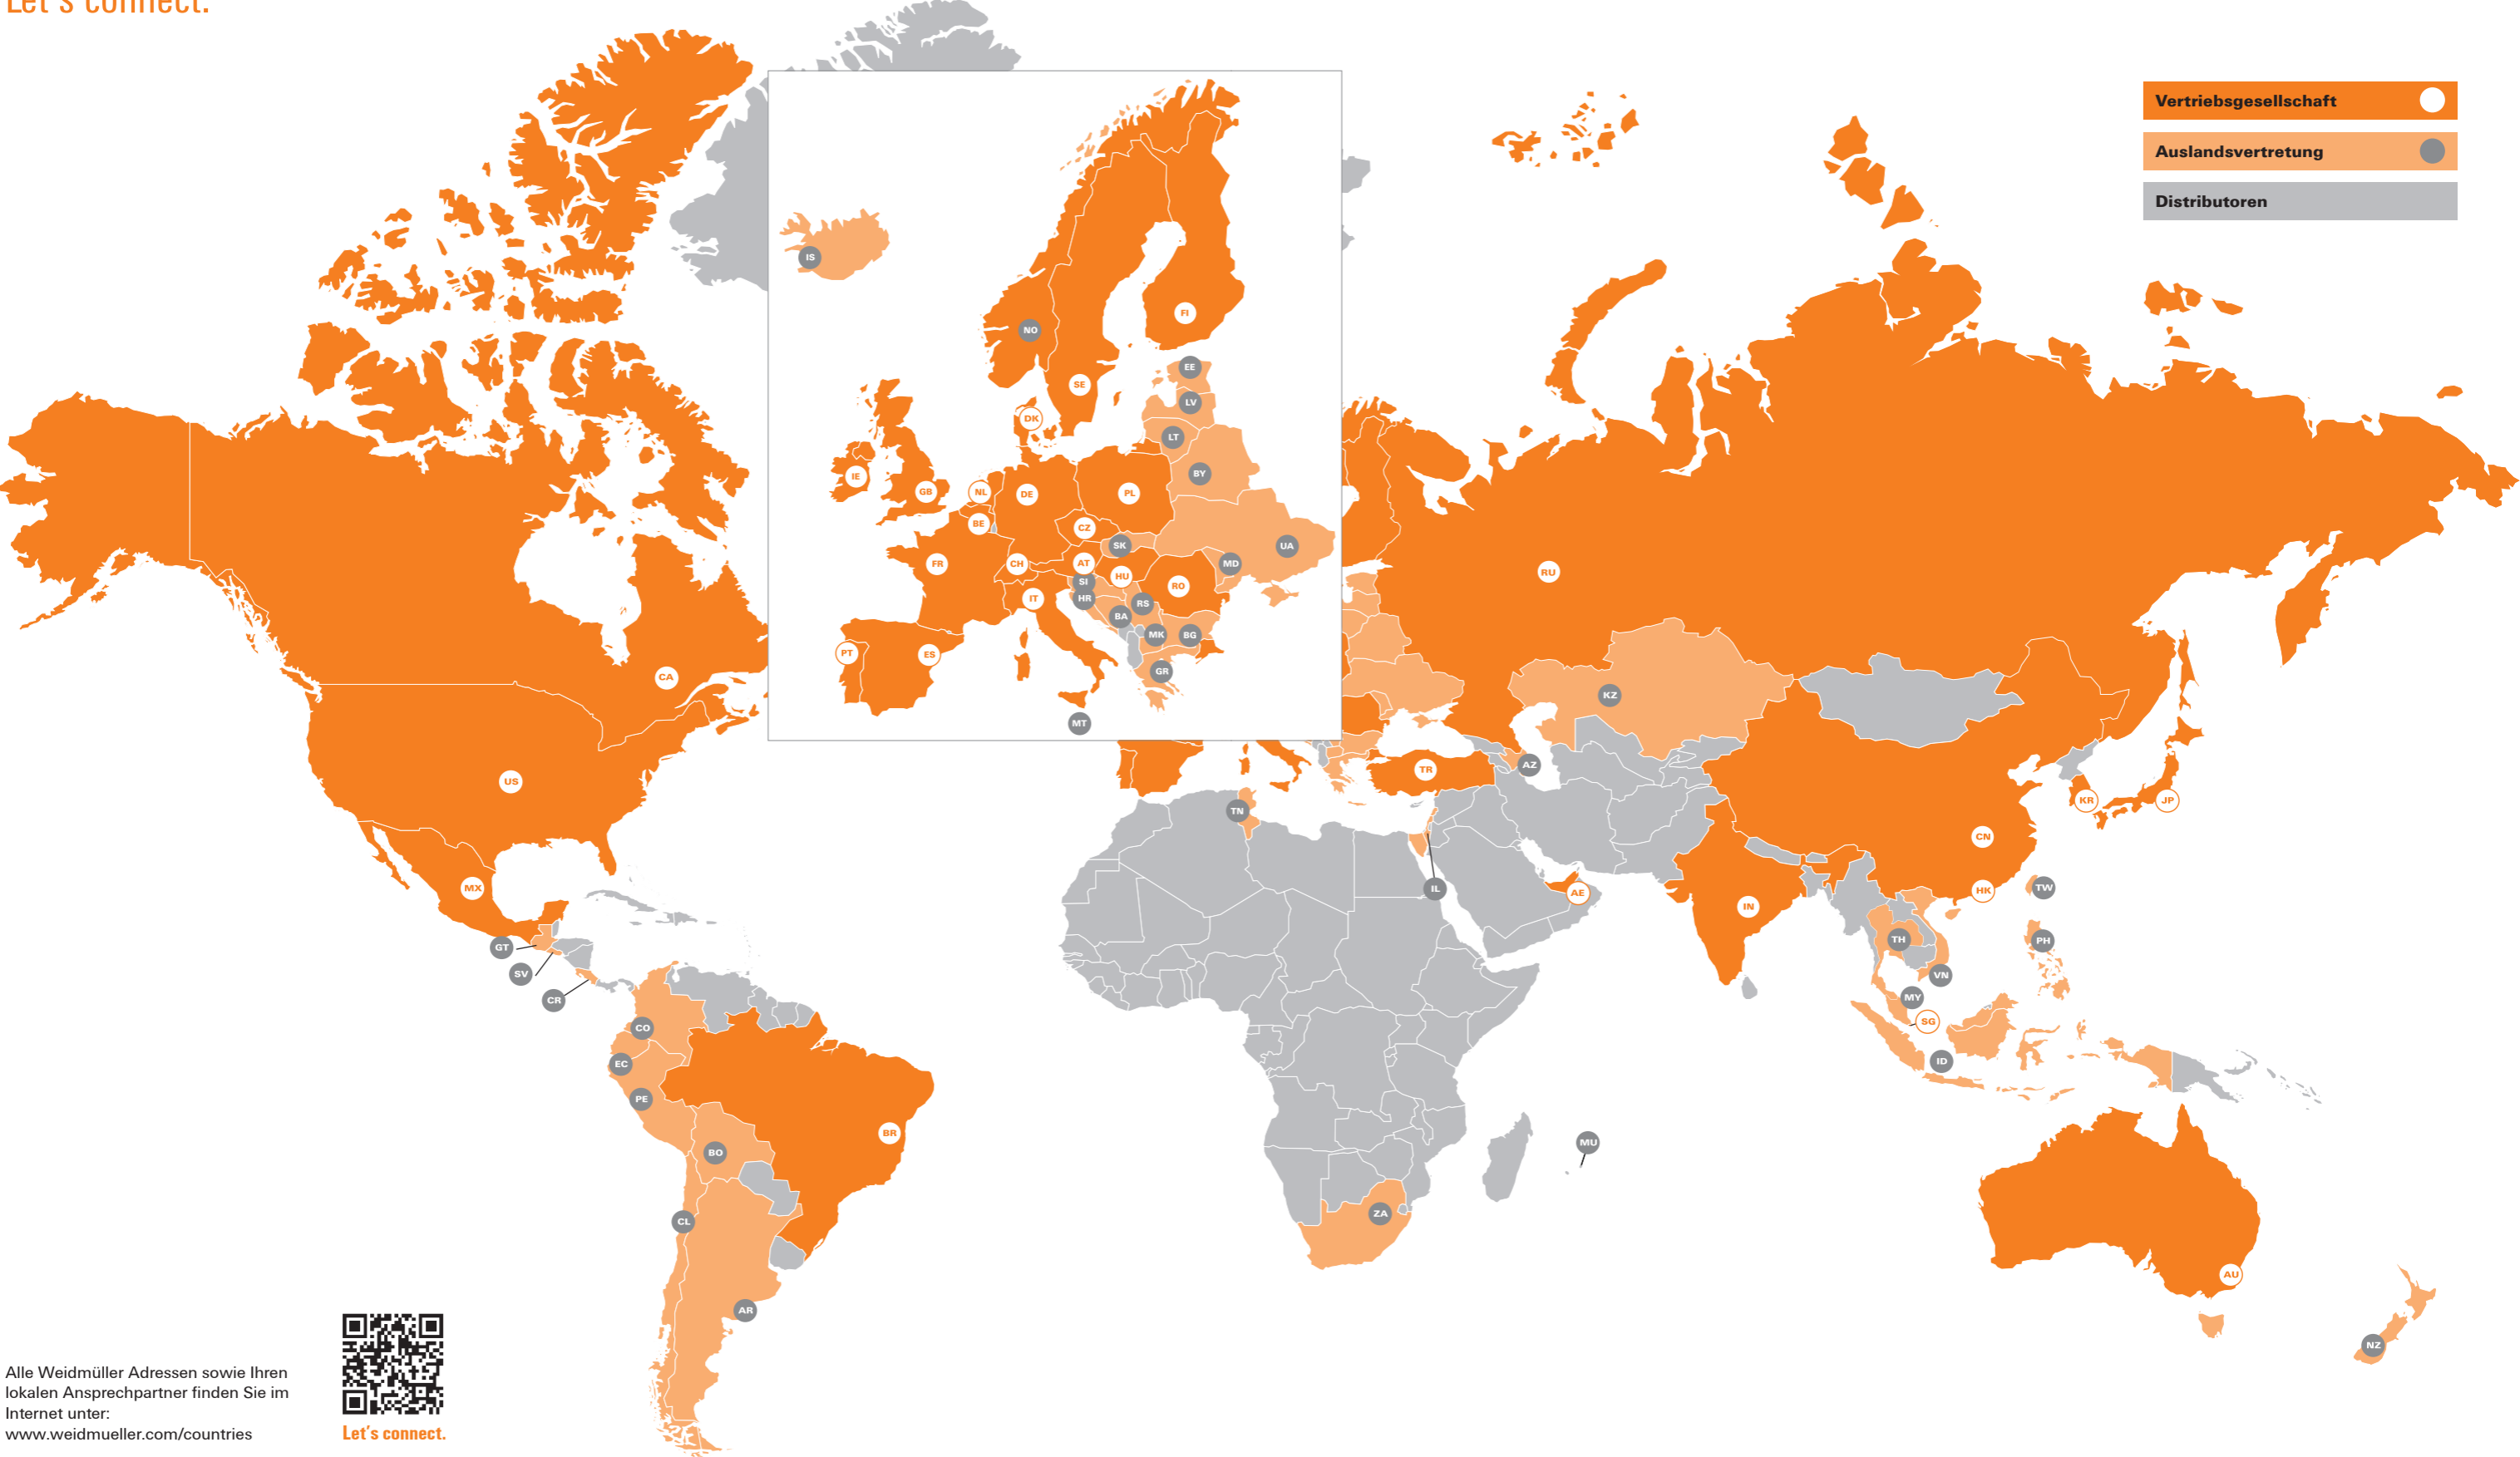 Let's connect.
Vertriebsgesellschaft
Auslandsvertretung
Distributoren
IS
NO
FI
SE
EE
LV
DK
LT
BY
IE
GB
NL
DE
PL
BE
CZ
SK
UA
FR
CH
AT
MD
HU
SI
RO
IT
HR
RS
BA
MK
BG
PT
ES
GR
MT
RU
CA
KZ
US
TR
AZ
TN
KR
JP
CN
MX
IL
AE
HK
TW
IN
GT
TH
PH
SV
VN
CR
MY
CO
SG
EC
ID
PE
BR
MU
BO
ZA
CL
AU
AR
NZ
Alle Weidmüller Adressen sowie Ihren
lokalen Ansprechpartner finden Sie im
Internet unter:
www.weidmueller.com/countries
Let's connect.